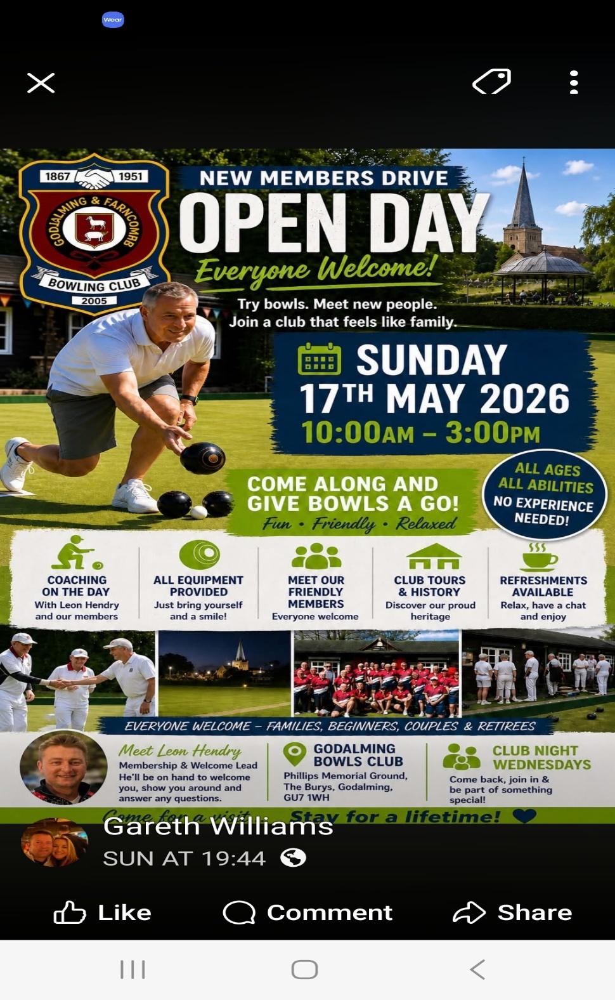 Wear
1867 1951
GODALMING & FARNCOMBE
BOWLING CLUB
2005
NEW MEMBERS DRIVE
OPEN DAY
Everyone Welcome!
Try bowls. Meet new people.
Join a club that feels like family.
SUNDAY
17TH MAY 2026
10:00AM – 3:00PM
ALL AGES
ALL ABILITIES
NO EXPERIENCE
NEEDED!
COME ALONG AND
GIVE BOWLS A GO!
Fun • Friendly • Relaxed
COACHING
ON THE DAY
With Leon Hendry
and our members
ALL EQUIPMENT
PROVIDED
Just bring yourself
and a smile!
MEET OUR
FRIENDLY
MEMBERS
Everyone welcome
CLUB TOURS
& HISTORY
Discover our proud
heritage
REFRESHMENTS
AVAILABLE
Relax, have a chat
and enjoy
EVERYONE WELCOME – FAMILIES, BEGINNERS, COUPLES & RETIREES
Meet Leon Hendry
Membership & Welcome Lead
He'll be on hand to welcome
you, show you around and
answer any questions.
GODALMING
BOWLS CLUB
Phillips Memorial Ground,
The Burys, Godalming,
GU7 1WH
CLUB NIGHT
WEDNESDAYS
Come back, join in &
be part of something
special!
Come for a visit Stay for a lifetime!
Gareth Williams
SUN AT 19:44
Like Comment Share